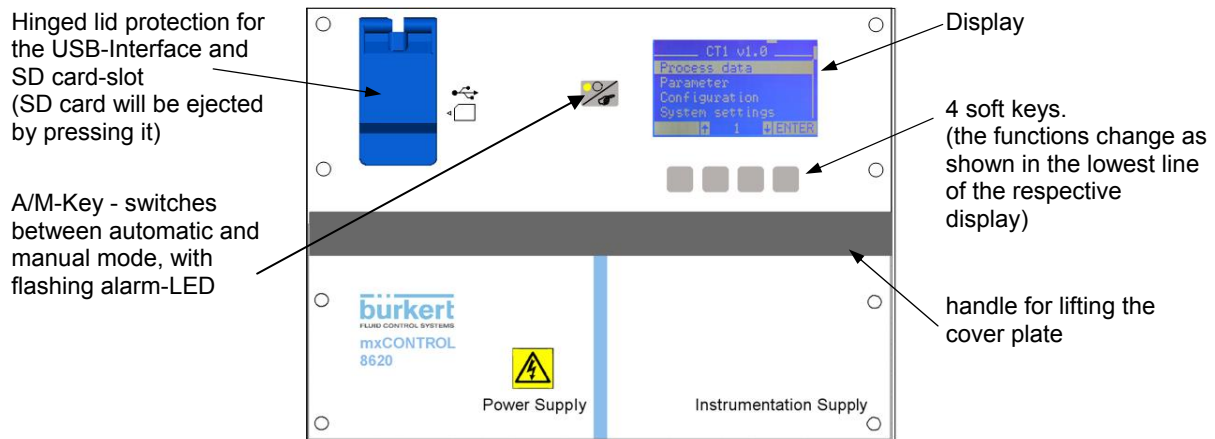 Hinged lid protection for
the USB-Interface and
SD card-slot
(SD card will be ejected
by pressing it)
A/M-Key - switches
between automatic and
manual mode, with
flashing alarm-LED
CT1 v1.0
Process data
Parameter
Configuration
System settings
1 ENTER
Display
4 soft keys.
(the functions change as
shown in the lowest line
of the respective
display)
handle for lifting the
cover plate
bürkert
FLUID CONTROL SYSTEMS
mxCONTROL
8620
Power Supply
Instrumentation Supply